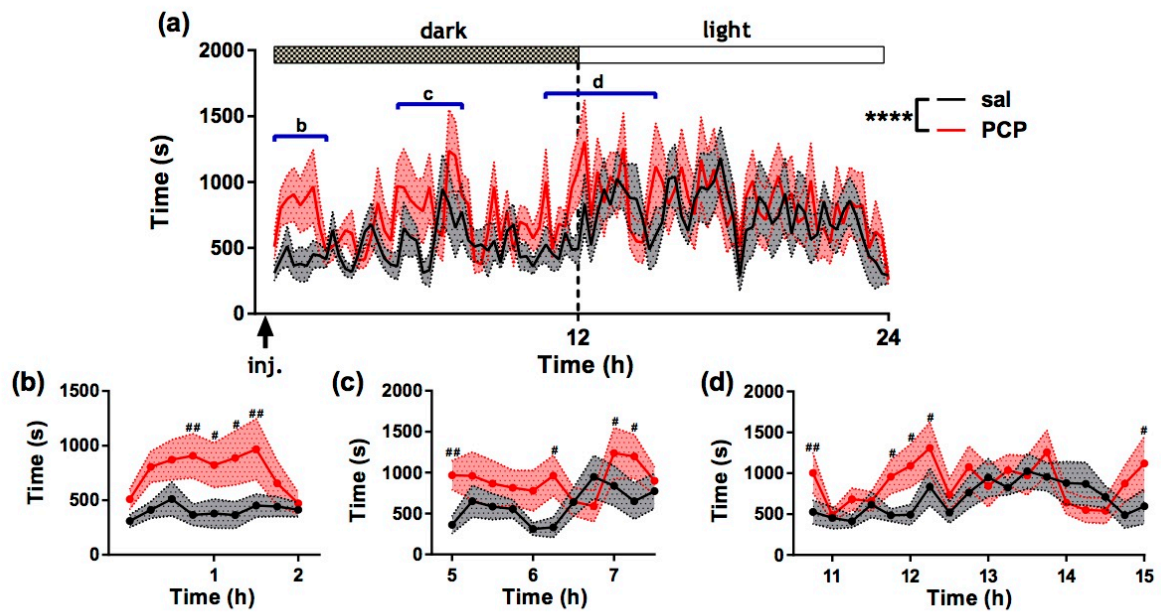 (a)
dark light
2000
1500
1000
500
0
Time (s)
b
c
d
**** sal
PCP
12 24
inj.
Time (h)
(b)
1500
1000
500
0
Time (s)
## # # ##
1 2
Time (h)
(c)
2000
1500
1000
500
0
Time (s)
## # # #
5 6 7
Time (h)
(d)
2000
1500
1000
500
0
Time (s)
## # # # #
11 12 13 14 15
Time (h)